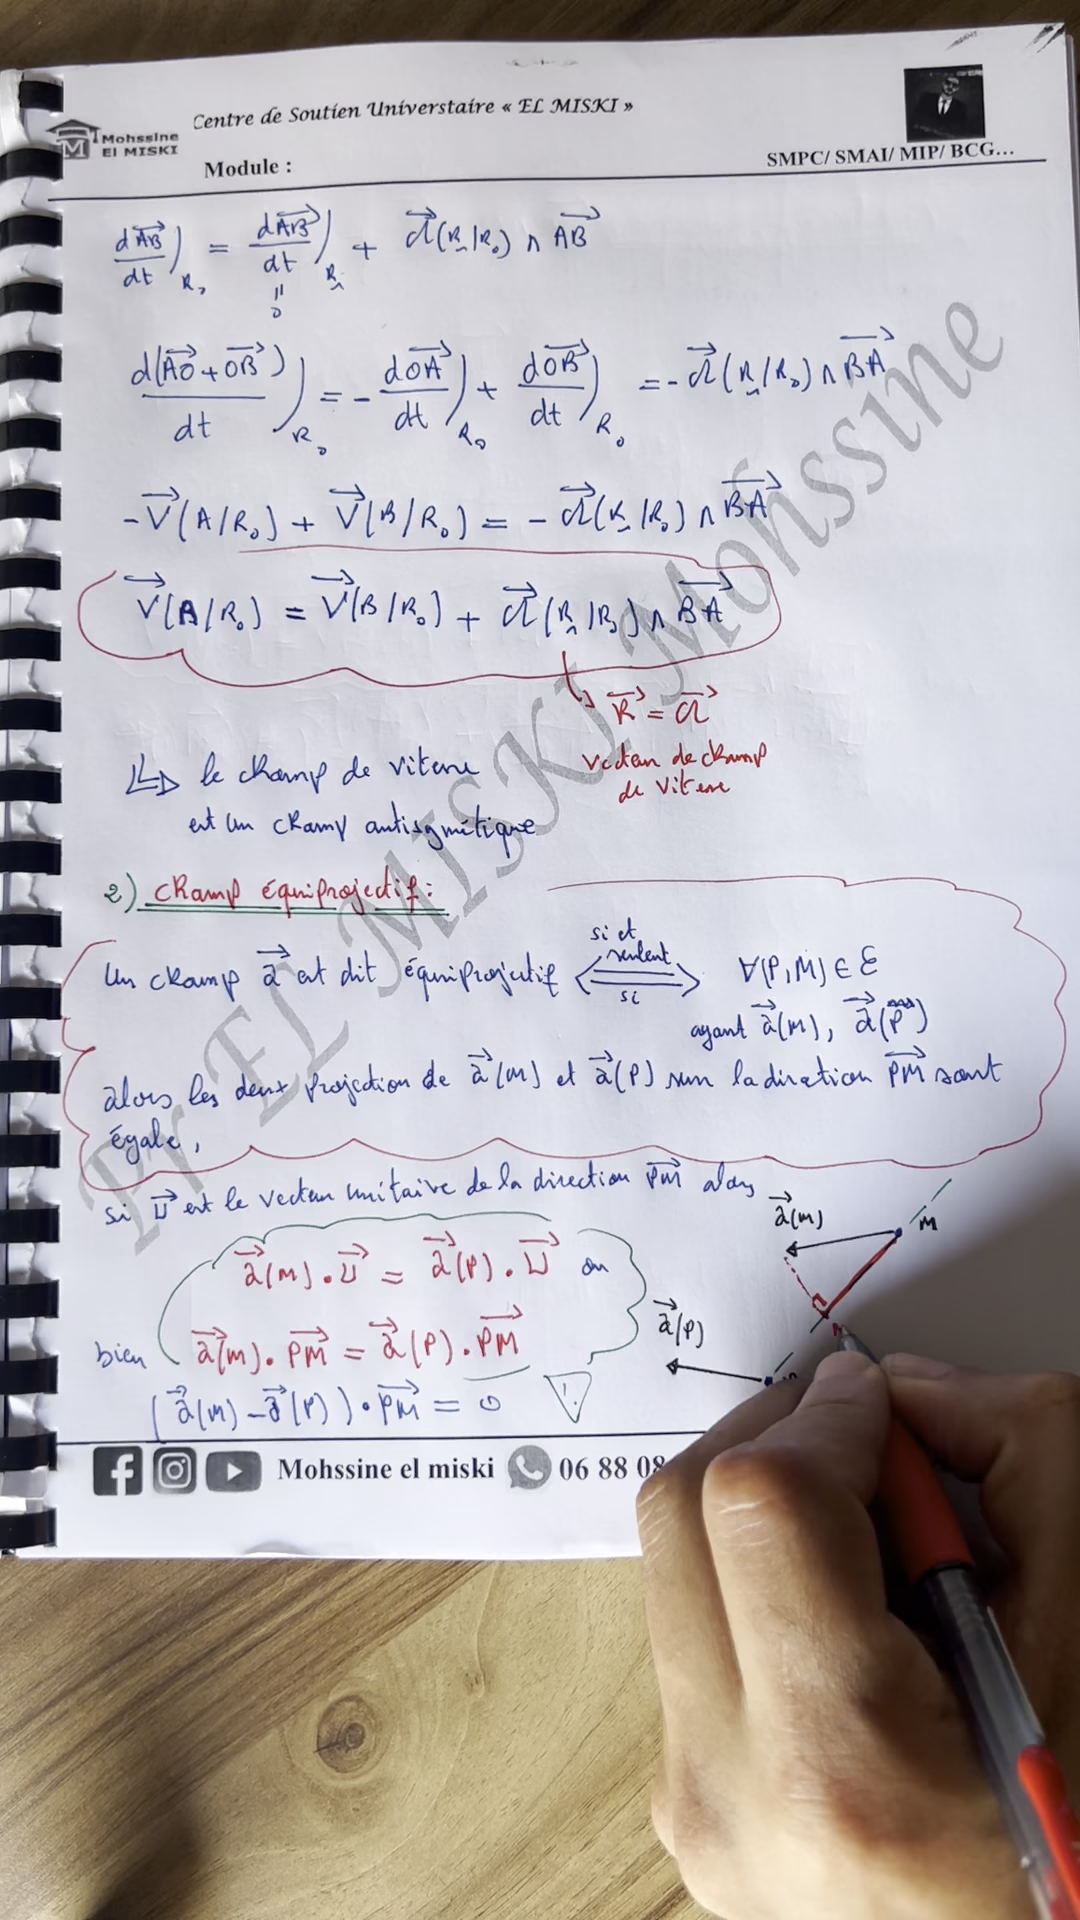 Centre de Soutien Universtaire « EL MISKI »
Mohssine
El MISKI
Module :
SMPC/ SMAI/ MIP/ BCG…
dAB/dt)R₀ = dAB/dt)R₁ + Ω(R₁/R₀) ∧ AB
= 0
d(AO+OB)/dt)R₀ = - dOA/dt)R₀ + dOB/dt)R₀ = - Ω(R₁/R₀) ∧ BA
-V(A/R₀) + V(B/R₀) = - Ω(R₁/R₀) ∧ BA
V(A/R₀) = V(B/R₀) + Ω(R₁/R₀) ∧ BA
R = Ω
le champ de vitesse
est un champ antisymétrique
vecteur de champ
de vitesse
2) champ équiprojectif :
Un champ a est dit équiprojectif si et seulent si ∀(P,M) ∈ E
ayant a(M), a(P)
alors les deux projection de a(M) et a(P) sur la direction PM sont
égale,
si U est le vecteur unitaire de la direction PM alors
a(M) . U = a(P) . U ou
bien a(M) . PM = a(P) . PM
(a(M) - a(P)) . PM = 0
!
a(M)
M
a(P)
Pr EL MISKI Mohssine
Mohssine el miski 06 88 08